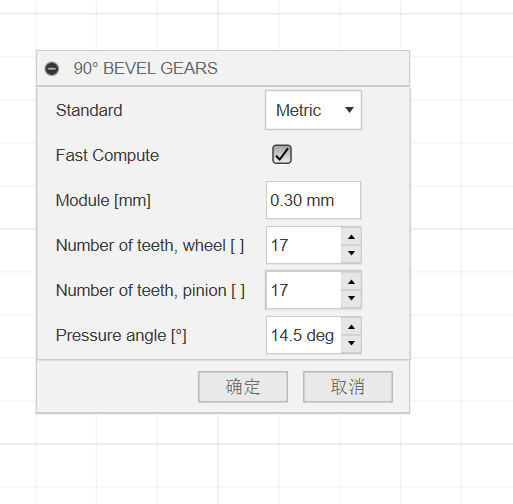 90° BEVEL GEARS
Standard Metric
Fast Compute
Module [mm] 0.30 mm
Number of teeth, wheel [ ] 17
Number of teeth, pinion [ ] 17
Pressure angle [°] 14.5 deg
确定 取消